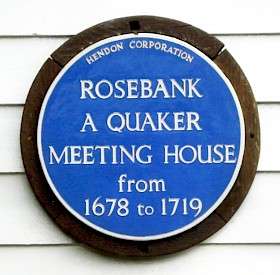 HENDON CORPORATION
ROSEBANK
A QUAKER
MEETING HOUSE
from
1678 to 1719